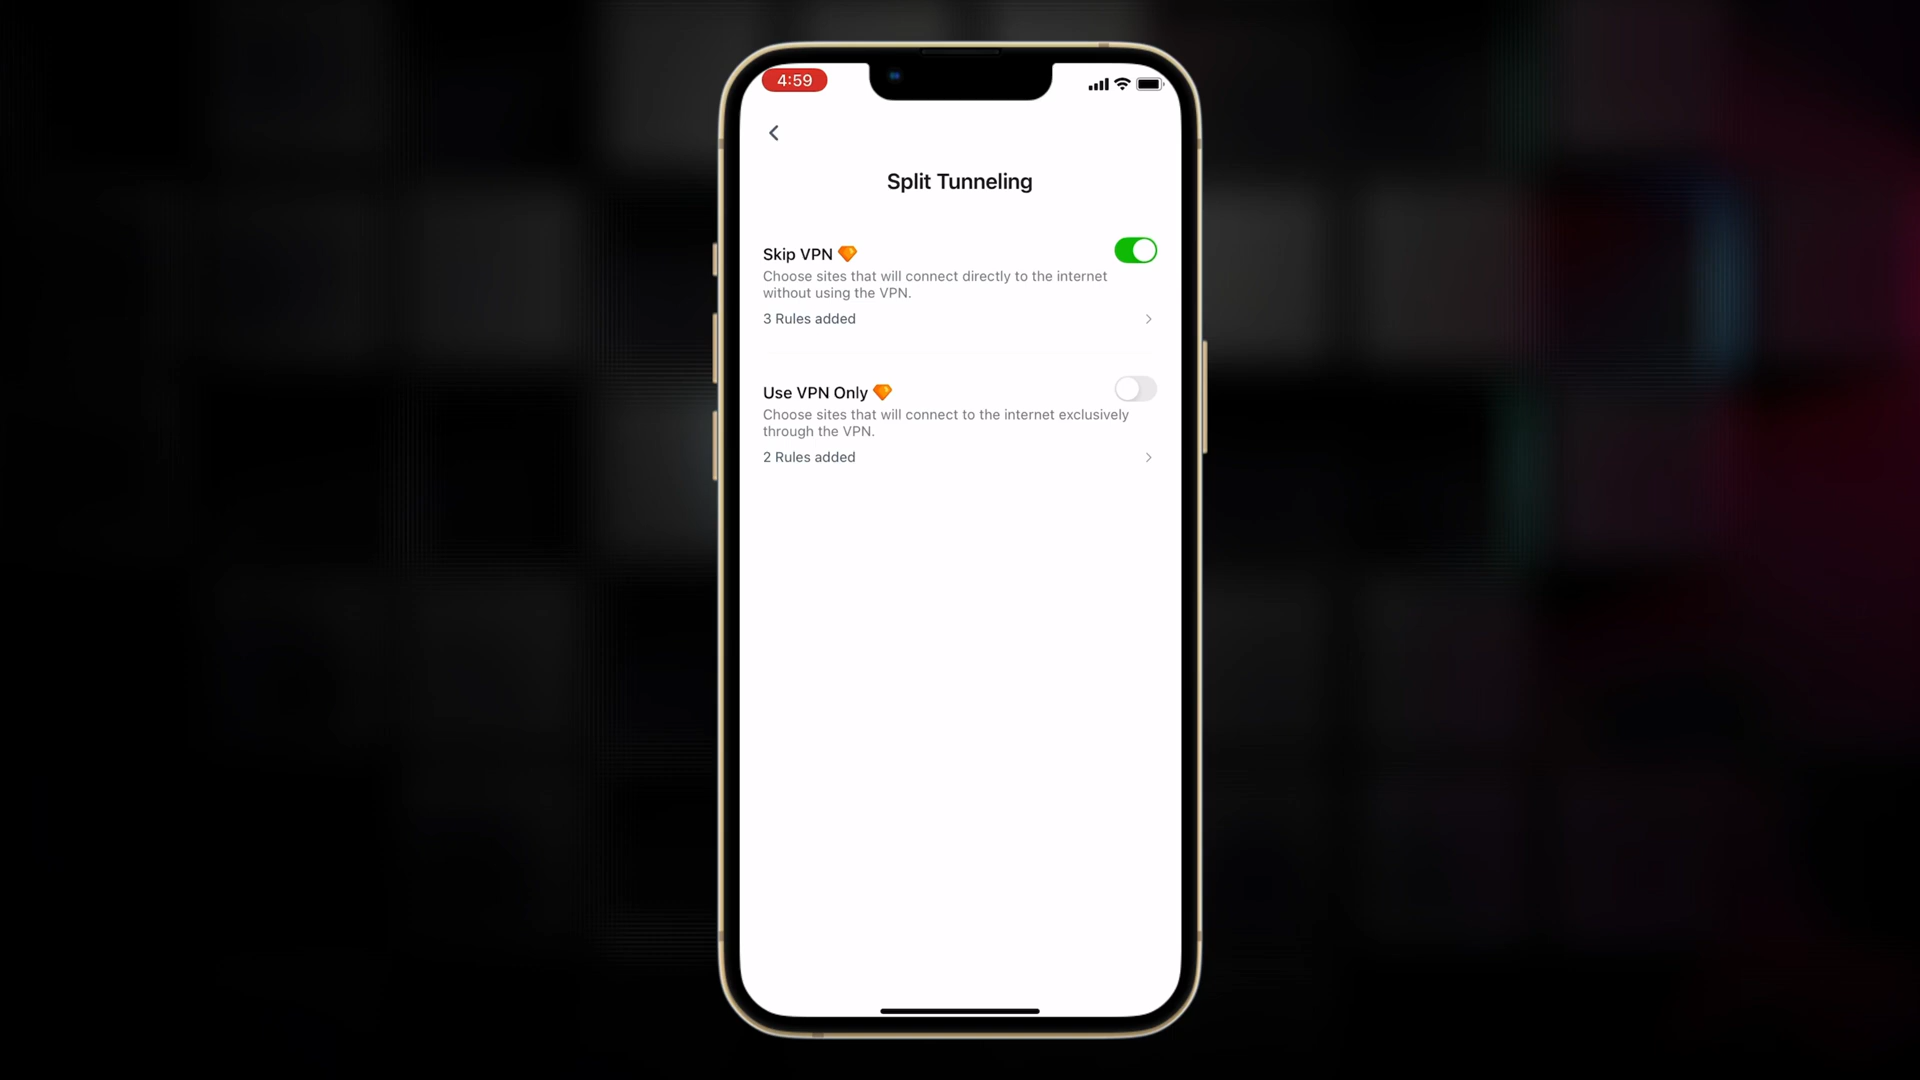 4:59
Split Tunneling
Skip VPN
Choose sites that will connect directly to the internet
without using the VPN.
3 Rules added
Use VPN Only
Choose sites that will connect to the internet exclusively
through the VPN.
2 Rules added